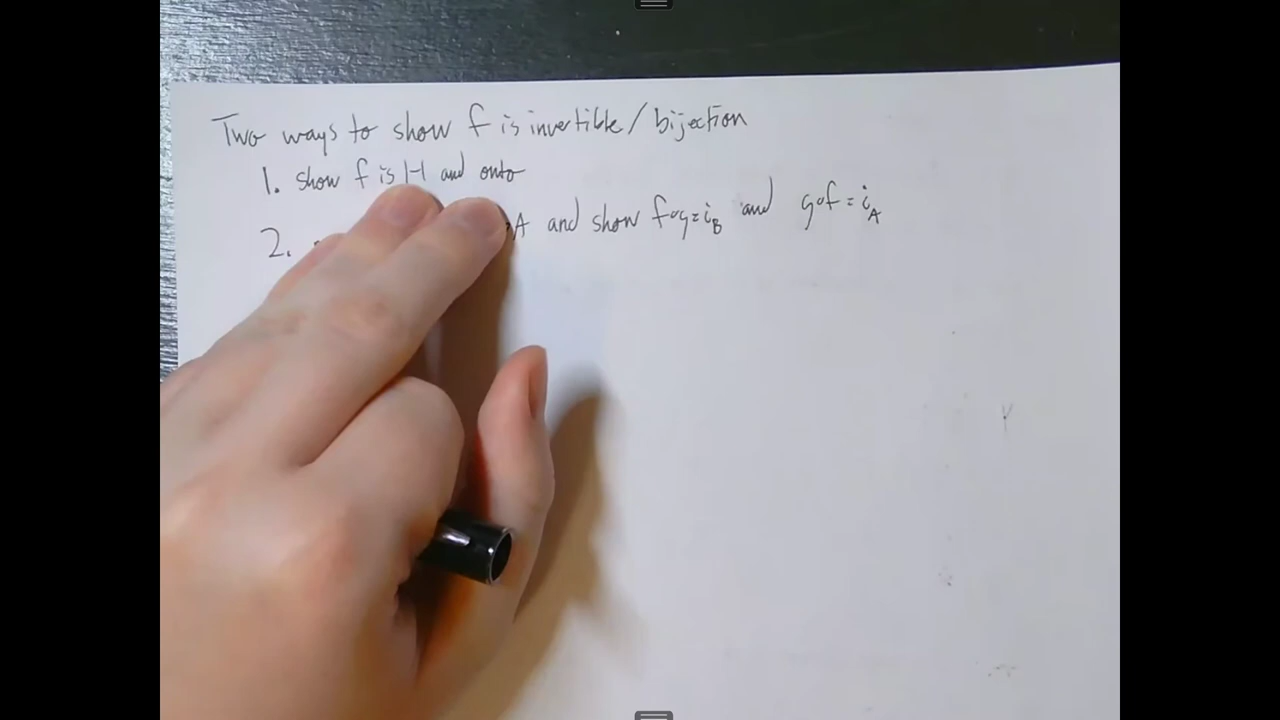 Two ways to show f is invertible/bijection
1. show f is 1-1 and onto
2. A and show f∘g=i_B and g∘f=i_A